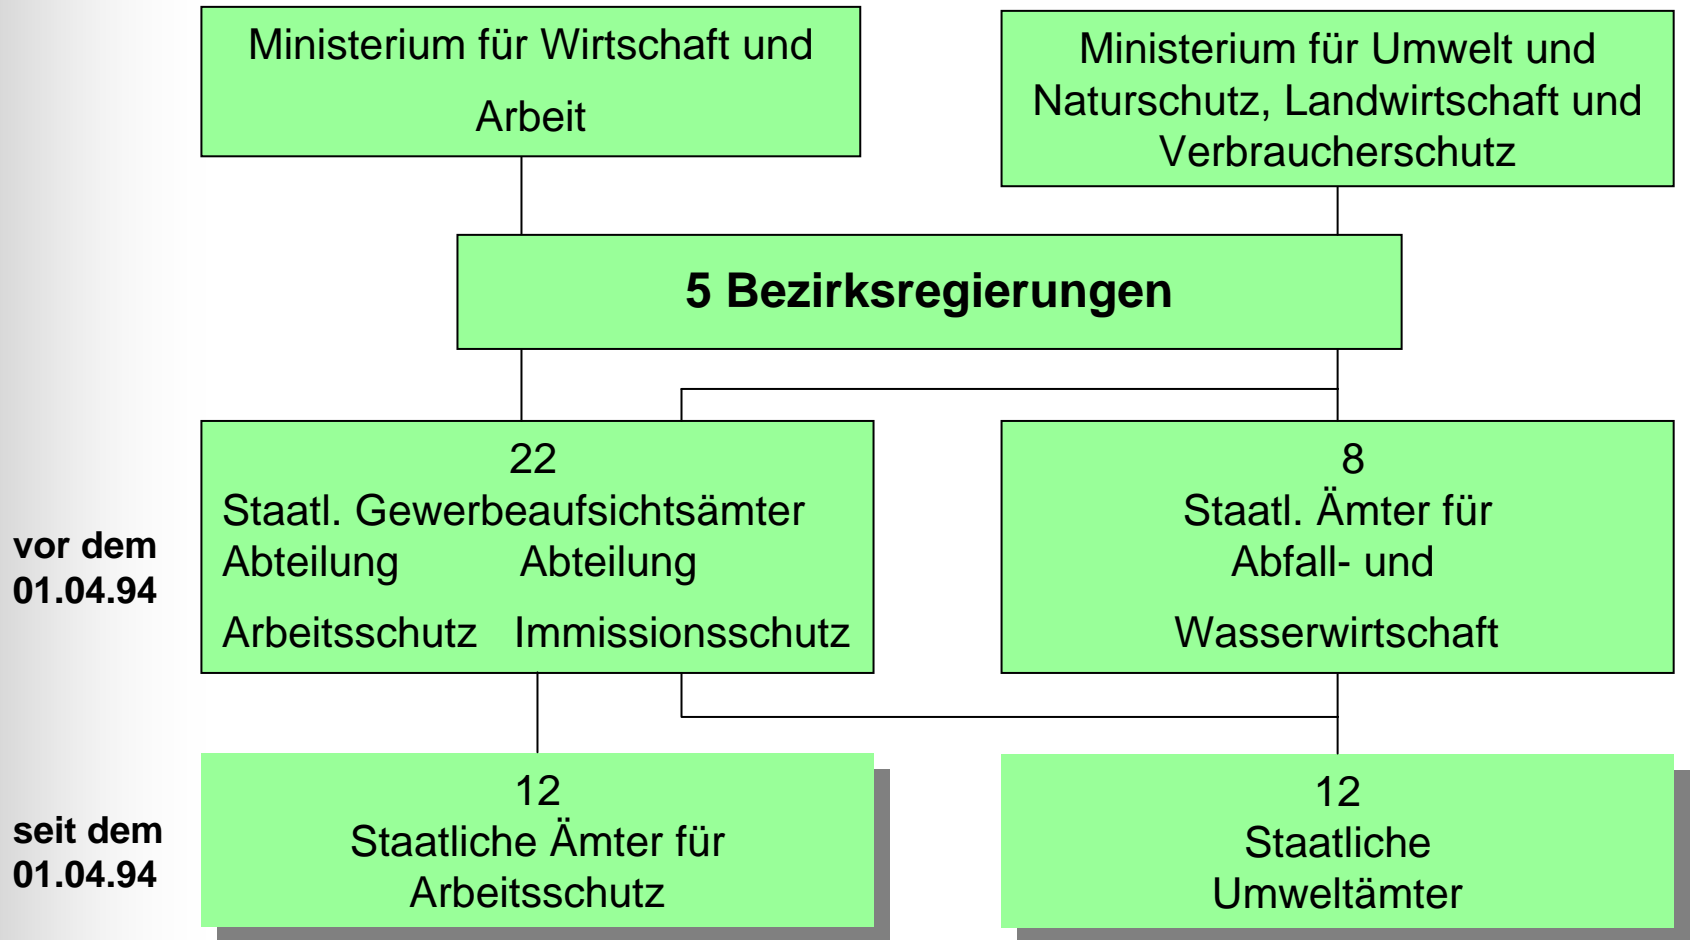 Ministerium für Wirtschaft und
Arbeit
Ministerium für Umwelt und
Naturschutz, Landwirtschaft und
Verbraucherschutz
5 Bezirksregierungen
vor dem
01.04.94
22
Staatl. Gewerbeaufsichtsämter
Abteilung Abteilung
Arbeitsschutz Immissionsschutz
8
Staatl. Ämter für
Abfall- und
Wasserwirtschaft
seit dem
01.04.94
12
Staatliche Ämter für
Arbeitsschutz
12
Staatliche
Umweltämter